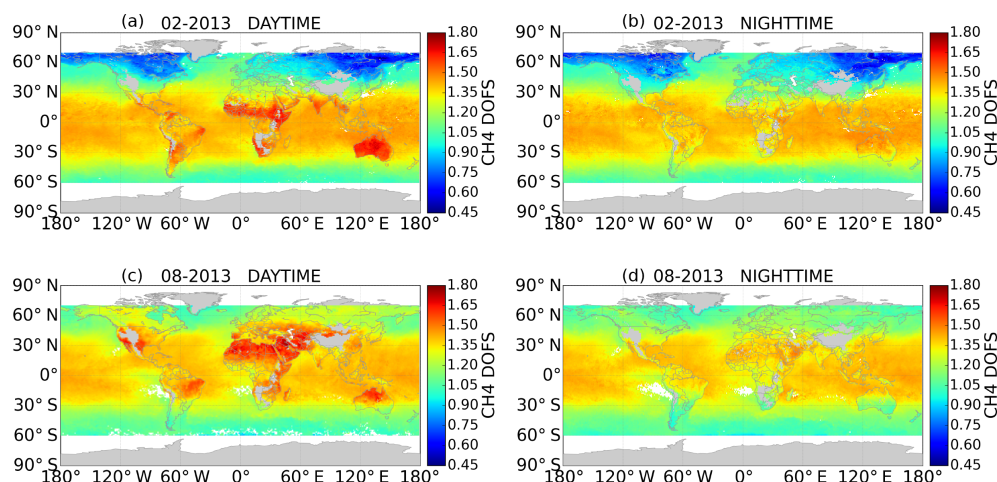 (a) 02-2013 DAYTIME
90° N
60° N
30° N
0°
30° S
60° S
90° S
180° 120° W 60° W 0° 60° E 120° E 180°
1.80
1.65
1.50
1.35
1.20
1.05
0.90
0.75
0.60
0.45
CH4 DOFS
(b) 02-2013 NIGHTTIME
90° N
60° N
30° N
0°
30° S
60° S
90° S
180° 120° W 60° W 0° 60° E 120° E 180°
1.80
1.65
1.50
1.35
1.20
1.05
0.90
0.75
0.60
0.45
CH4 DOFS
(c) 08-2013 DAYTIME
90° N
60° N
30° N
0°
30° S
60° S
90° S
180° 120° W 60° W 0° 60° E 120° E 180°
1.80
1.65
1.50
1.35
1.20
1.05
0.90
0.75
0.60
0.45
CH4 DOFS
(d) 08-2013 NIGHTTIME
90° N
60° N
30° N
0°
30° S
60° S
90° S
180° 120° W 60° W 0° 60° E 120° E 180°
1.80
1.65
1.50
1.35
1.20
1.05
0.90
0.75
0.60
0.45
CH4 DOFS